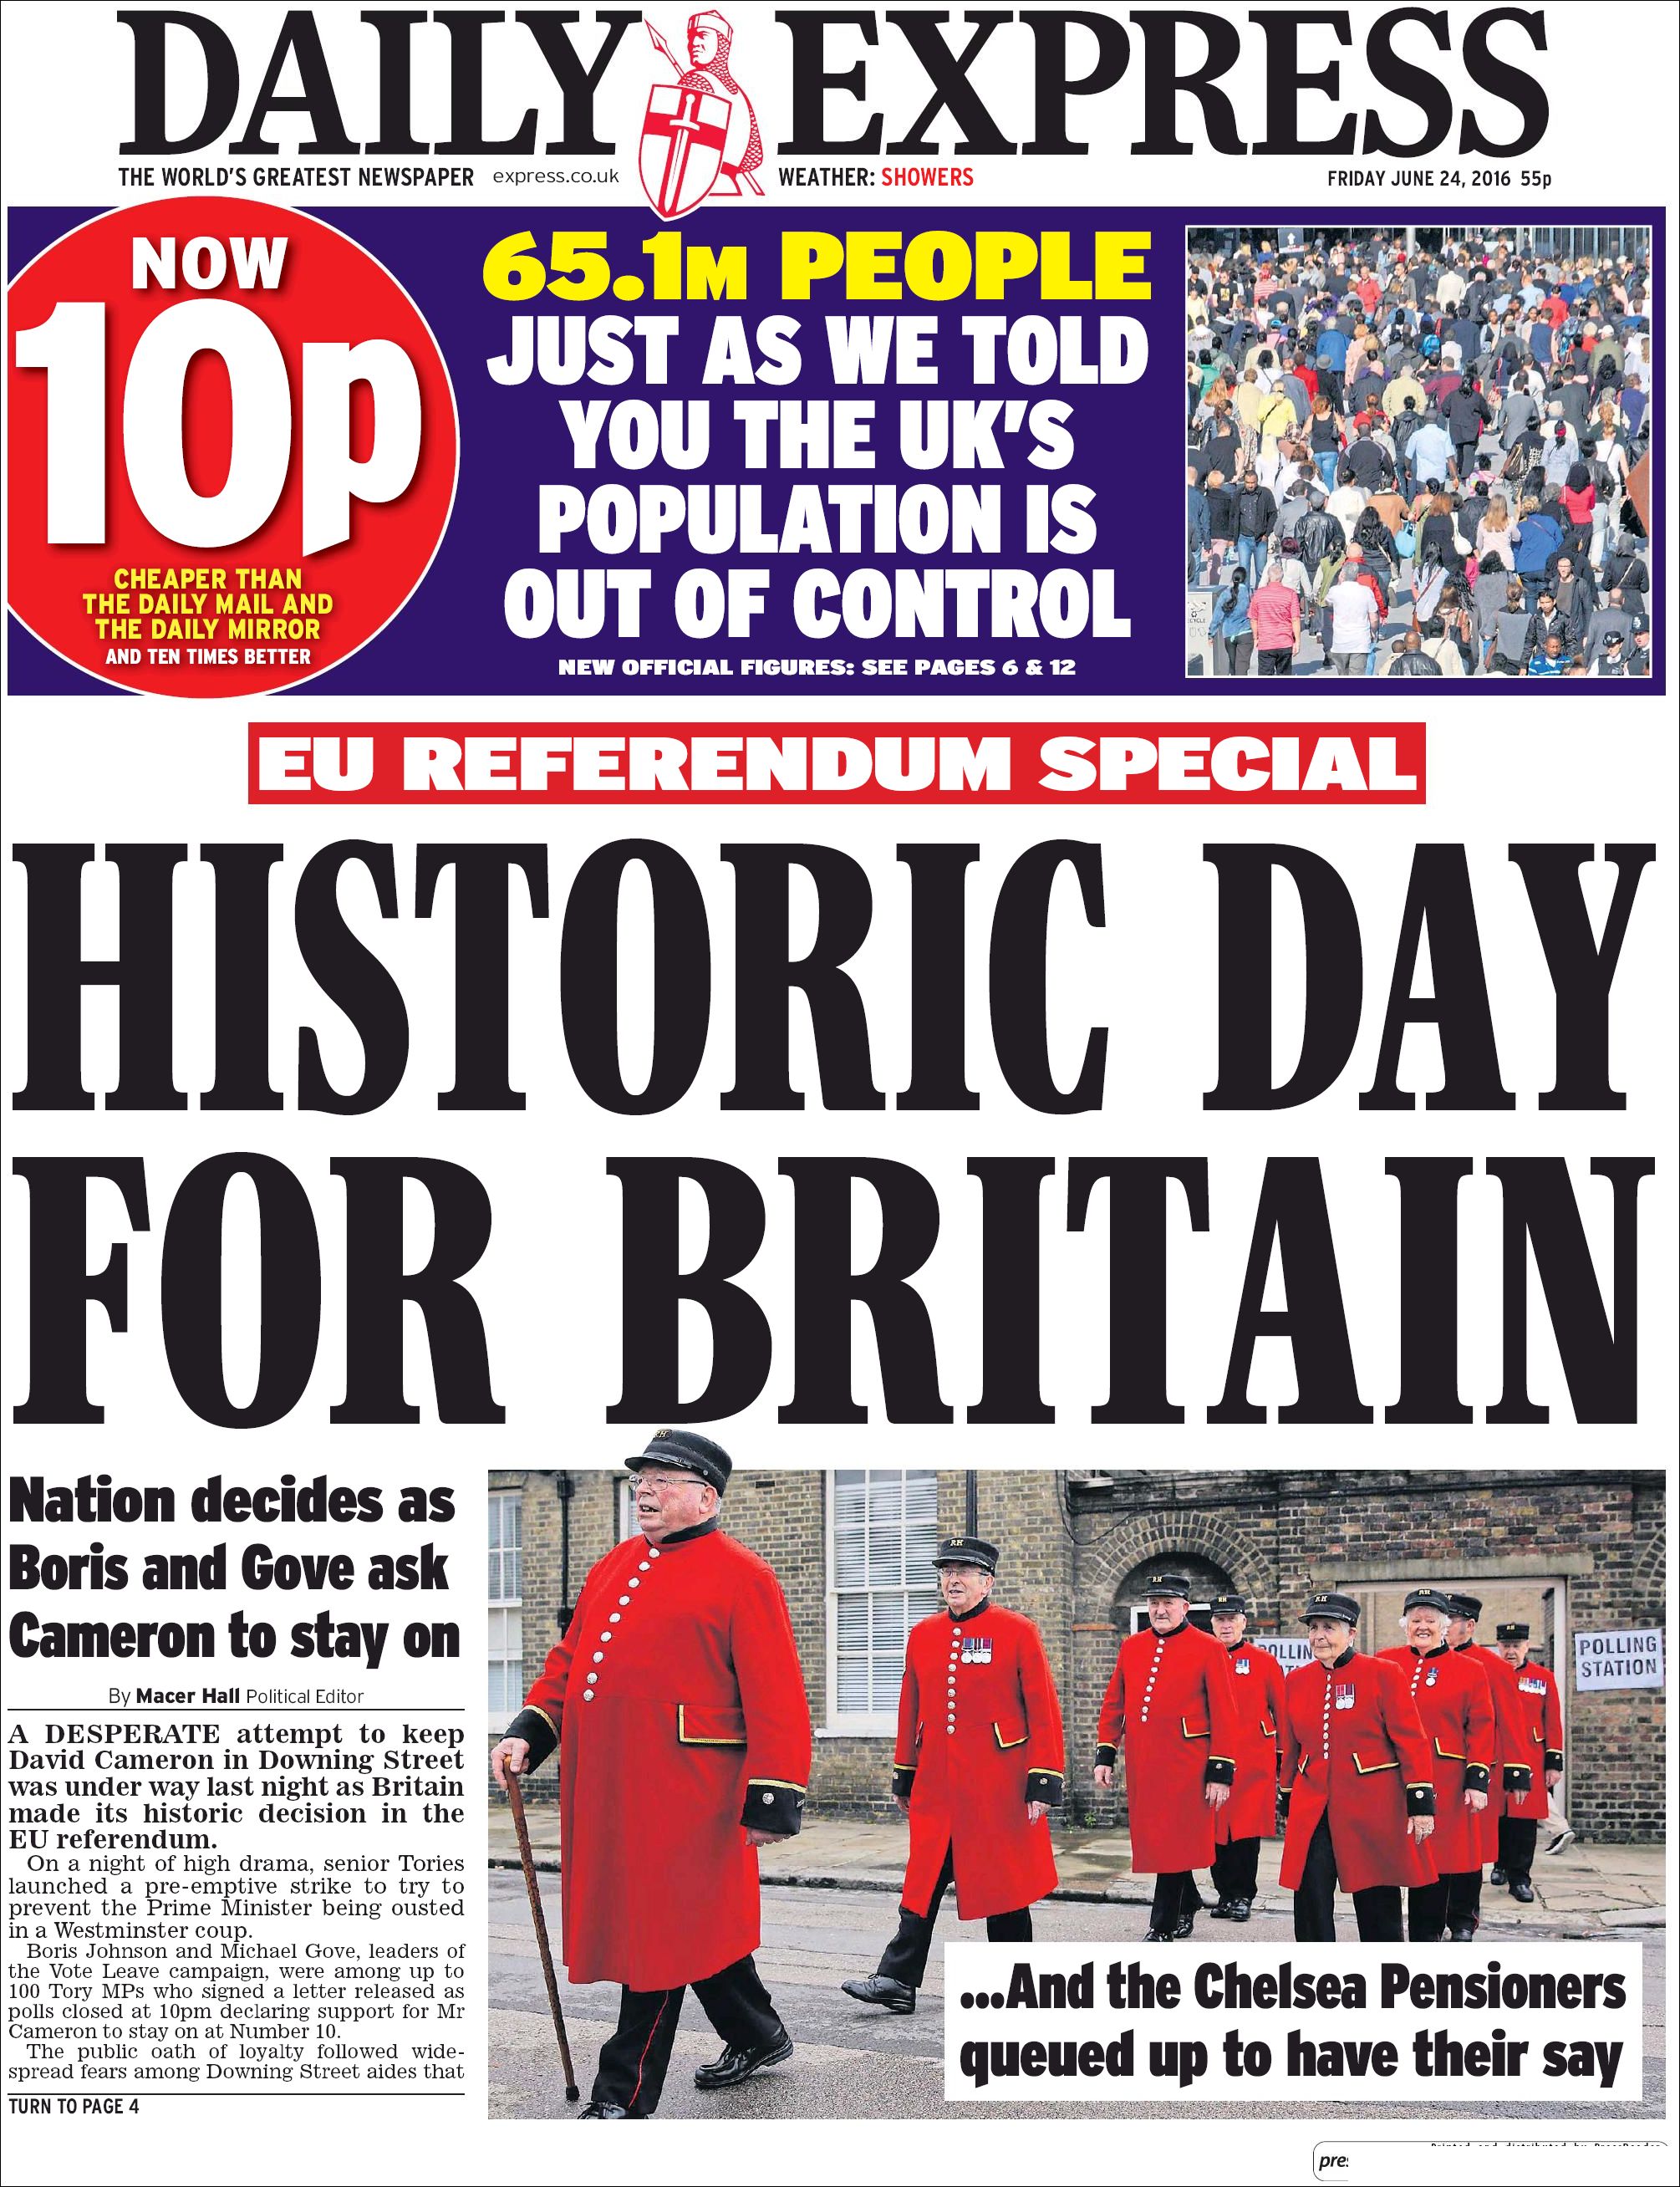 DAILY EXPRESS
THE WORLD'S GREATEST NEWSPAPER express.co.uk WEATHER: SHOWERS FRIDAY JUNE 24, 2016 55p
NOW
10p
CHEAPER THAN
THE DAILY MAIL AND
THE DAILY MIRROR
AND TEN TIMES BETTER
65.1M PEOPLE
JUST AS WE TOLD
YOU THE UK'S
POPULATION IS
OUT OF CONTROL
NEW OFFICIAL FIGURES: SEE PAGES 6 & 12
EU REFERENDUM SPECIAL
HISTORIC DAY
FOR BRITAIN
Nation decides as
Boris and Gove ask
Cameron to stay on
By Macer Hall Political Editor
A DESPERATE attempt to keep
David Cameron in Downing Street
was under way last night as Britain
made its historic decision in the
EU referendum.
On a night of high drama, senior Tories
launched a pre-emptive strike to try to
prevent the Prime Minister being ousted
in a Westminster coup.
Boris Johnson and Michael Gove, leaders of
the Vote Leave campaign, were among up to
100 Tory MPs who signed a letter released as
polls closed at 10pm declaring support for Mr
Cameron to stay on at Number 10.
The public oath of loyalty followed wide-
spread fears among Downing Street aides that
TURN TO PAGE 4
RH
RH
RH
RH
RH
RH
POLLING
STATION
...And the Chelsea Pensioners
queued up to have their say